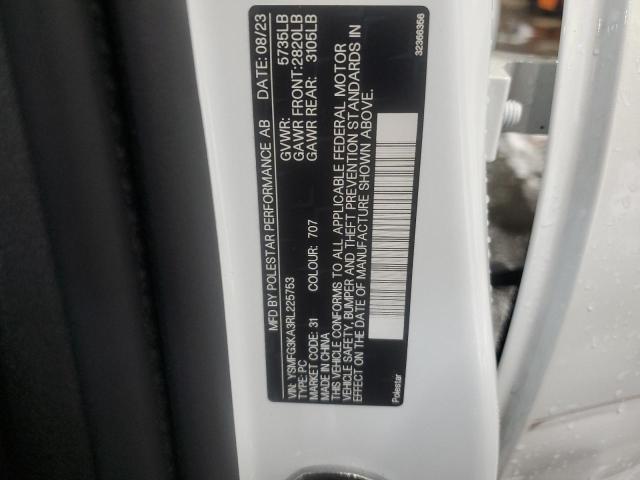 MFD BY POLESTAR PERFORMANCE AB DATE: 08/23
GVWR: 5735LB
GAWR FRONT:2820LB
GAWR REAR: 3105LB
VIN: YSMFG3KA3RL225753
TYPE: PC
MARKET CODE: 31 COLOUR: 707
MADE IN CHINA
THIS VEHICLE CONFORMS TO ALL APPLICABLE FEDERAL MOTOR
VEHICLE SAFETY, BUMPER AND THEFT PREVENTION STANDARDS IN
EFFECT ON THE DATE OF MANUFACTURE SHOWN ABOVE.
Polestar 32366356